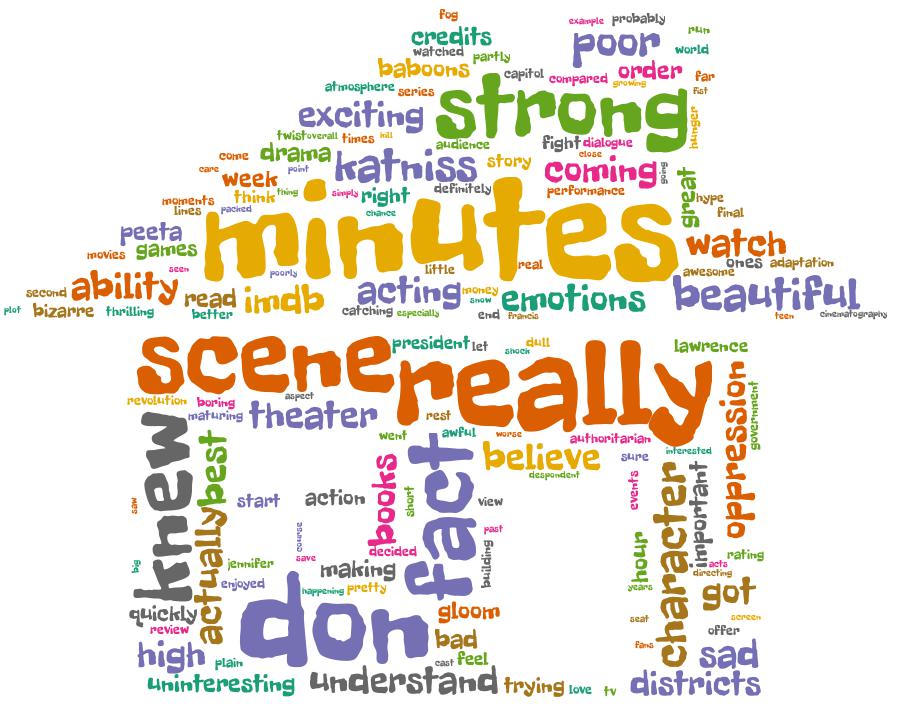 fog
example probably
credits
run
watched
poor
world
partly
baboons
capitol
order
compared
growing
far
atmosphere
series
fist
strong
exciting
hunger
twist
overall
times
kill
audience
fight
dialogue
drama
close
come
katniss
story
coming
going
care
point
week
definitely
performance
think
thing
simply
right
great
hype
moments
lines
packed
chance
final
minutes
peeta
games
watch
movies
seen
poorly
little
real
ones
adaptation
awesome
second
ability
read
imdb
acting
money
snow
emotions
beautiful
plot
bizarre
thrilling
better
catching
especially
end
francis
teen
cinematography
scene
president
let
shock
dull
lawrence
really
revolution
boring
aspect
maturing
theater
rest
oppression
government
knew
best
went
awful
worse
authoritarian
fact
believe
sure
interested
despondent
books
short
events
character
important
saw
start
action
view
actually
course
past
save
decided
building
hour
rating
big
jennifer
making
acts
directing
enjoyed
happening
pretty
years
got
don
quickly
gloom
seat
screen
review
bad
offer
fans
high
plain
cast
feel
sad
uninteresting
understand
trying
love
tv
districts